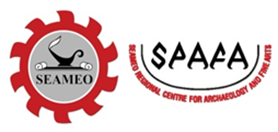 SEAMEO
SPAFA
SEAMEO REGIONAL CENTRE FOR ARCHAEOLOGY AND FINE ARTS